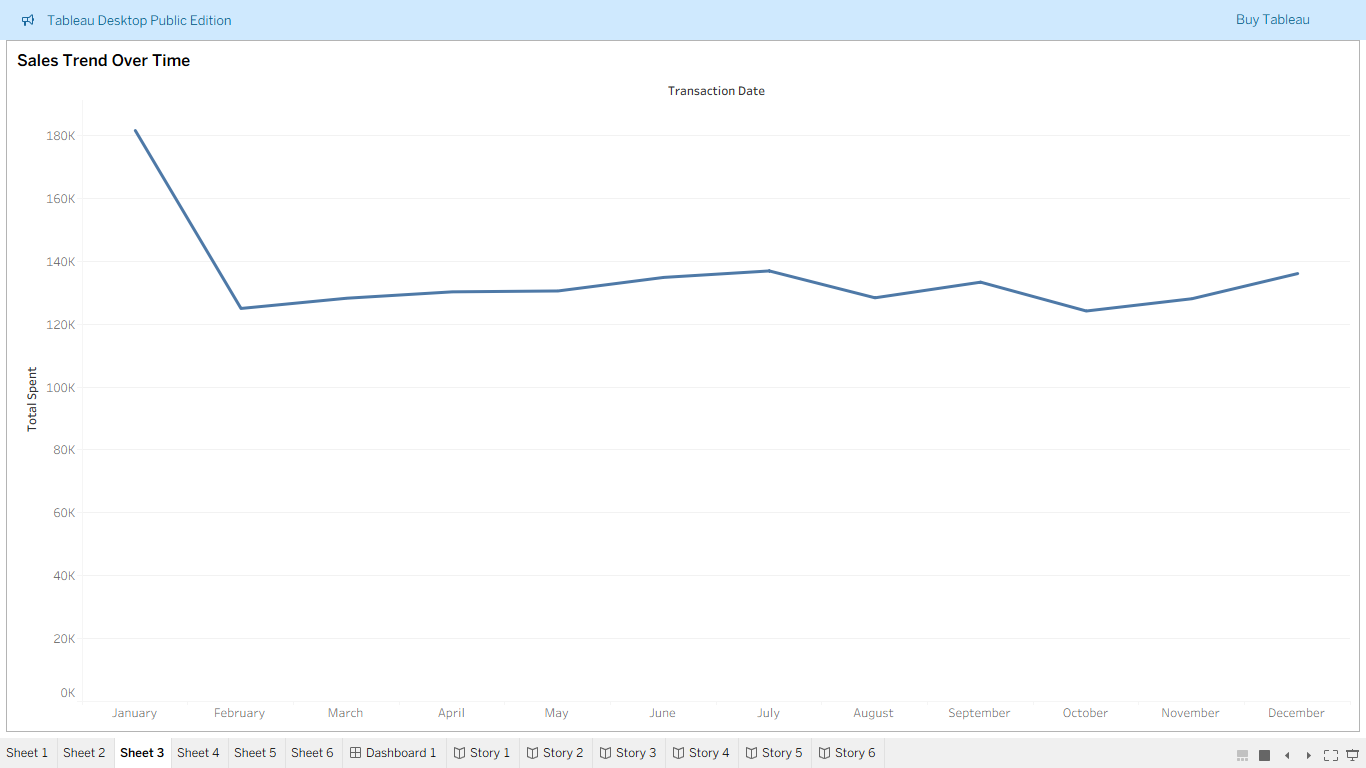 Tableau Desktop Public Edition
Buy Tableau
Sales Trend Over Time
Transaction Date
180K
160K
140K
120K
100K
80K
60K
40K
20K
0K
Total Spent
January February March April May June July August September October November December
Sheet 1 Sheet 2 Sheet 3 Sheet 4 Sheet 5 Sheet 6 Dashboard 1 Story 1 Story 2 Story 3 Story 4 Story 5 Story 6